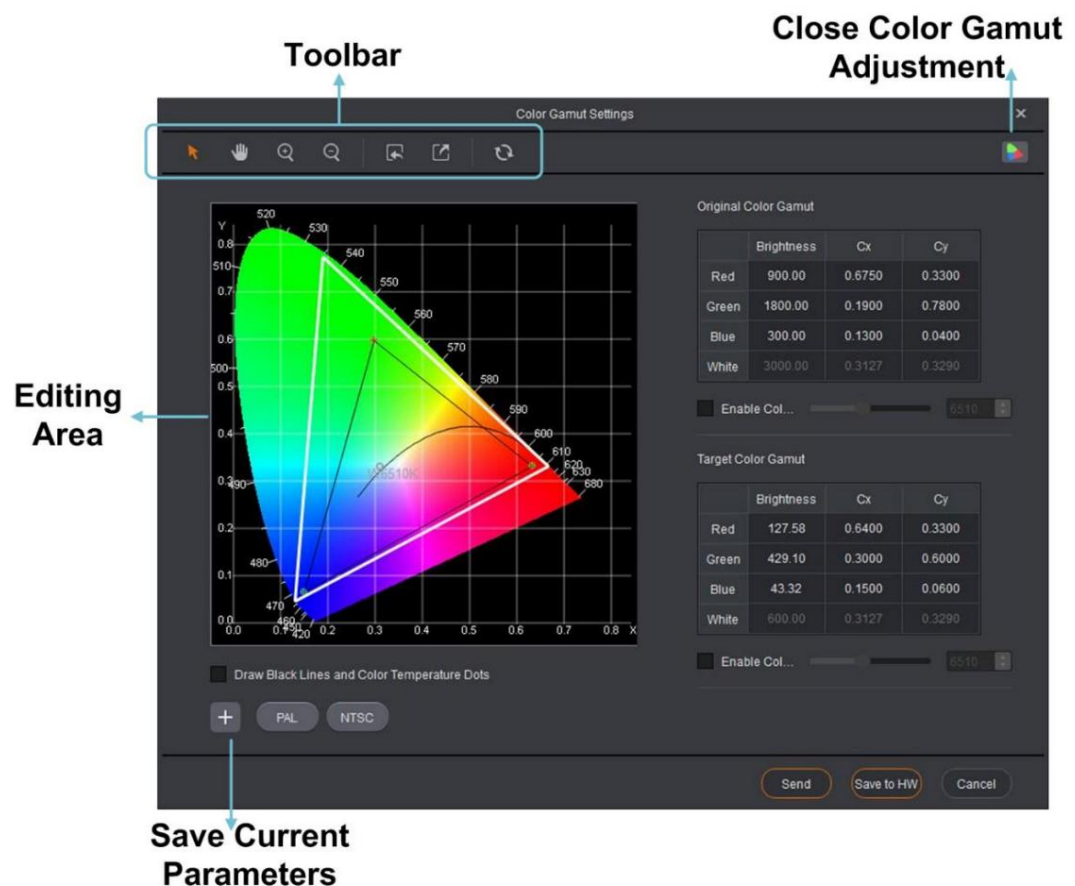 Close Color Gamut
Adjustment
Toolbar
Color Gamut Settings
Original Color Gamut
Brightness Cx Cy
Red 900.00 0.6750 0.3300
Green 1800.00 0.1900 0.7800
Blue 300.00 0.1300 0.0400
White 3000.00 0.3127 0.3290
Enable Col... 6510
Editing
Area
Y
520
530
540
550
560
570
580
590
600
610
620
630
680
510
500
490
480
470
460
450
420
0.8
0.7
0.6
0.5
0.4
0.3
0.2
0.1
0.0
0.0 0.1 0.2 0.3 0.4 0.5 0.6 0.7 0.8 X
6510K
Target Color Gamut
Brightness Cx Cy
Red 127.58 0.6400 0.3300
Green 429.10 0.3000 0.6000
Blue 43.32 0.1500 0.0600
White 600.00 0.3127 0.3290
Enable Col... 6510
Draw Black Lines and Color Temperature Dots
PAL NTSC
Send Save to HW Cancel
Save Current
Parameters